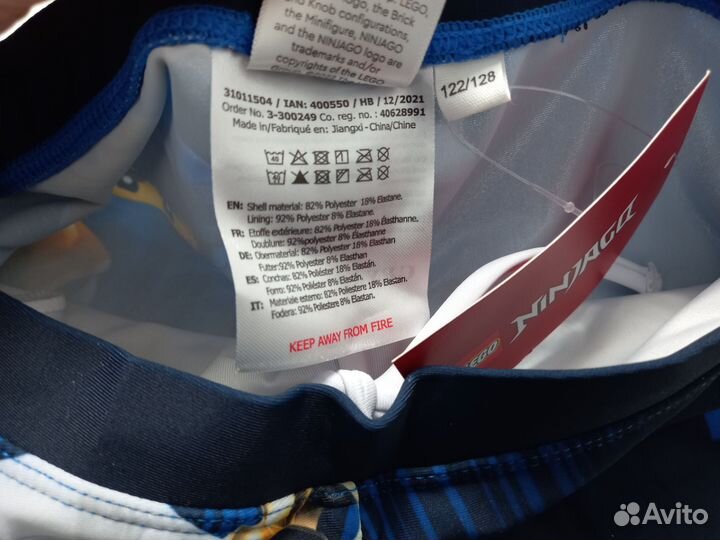 logo, the Brick
and Knob configurations,
the Minifigure, NINJAGO
and the NINJAGO logo are
trademarks and/or
copyrights of the LEGO
31011504 / IAN: 400550 / HB / 12/2021
Order No. 3-300249 Co. reg. no.: 40628991
Made in/Fabriqué en: Jiangxi - China/Chine
122/128
EN: Shell material: 82% Polyester 18% Elastane.
Lining: 92% Polyester 8% Elastane.
FR: Etoffe extérieure: 82% Polyester 18% Élasthanne.
Doublure: 92%polyester 8% Élasthanne.
DE: Obermaterial: 82% Polyester 18% Elasthan
Futter:92% Polyester 8% Elasthan
ES: Conchas: 82% Poliéster 18% Elastán.
Forro: 92% Poliéster 8% Elastán.
IT: Materiale esterno: 82% Poliestere 18% Elastan.
Fodera: 92% Poliestere 8% Elastan.
KEEP AWAY FROM FIRE
LEGO
NINJAGO
Avito